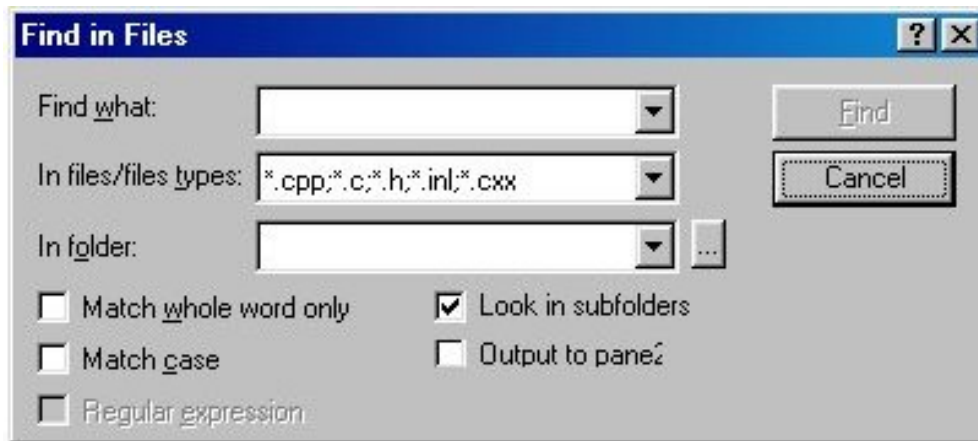 Find in Files
Find what:
Find
In files/files types: *.cpp;*.c;*.h;*.inl;*.cxx
Cancel
In folder:
...
Match whole word only
Look in subfolders
Match case
Output to pane2
Regular expression